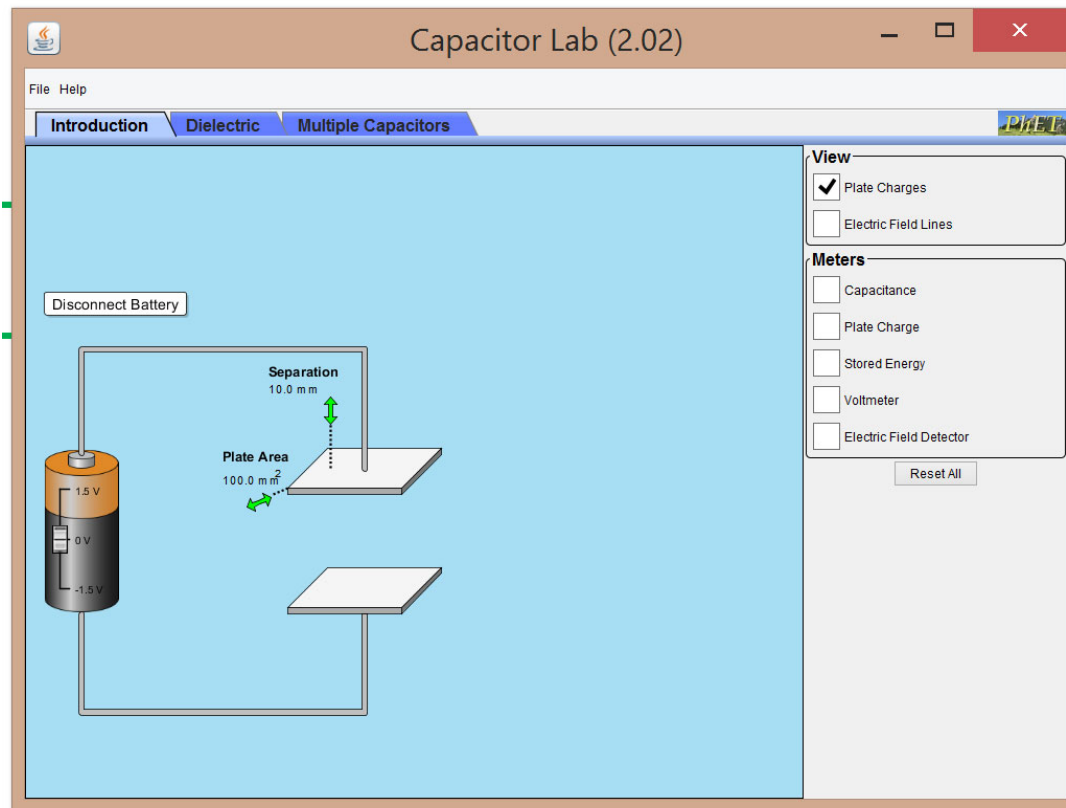 Capacitor Lab (2.02)
File Help
Introduction Dielectric Multiple Capacitors
PhET
View
Plate Charges
Electric Field Lines
Meters
Capacitance
Plate Charge
Stored Energy
Voltmeter
Electric Field Detector
Reset All
Disconnect Battery
Separation
10.0 mm
Plate Area
100.0 mm²
1.5 V
0 V
-1.5 V